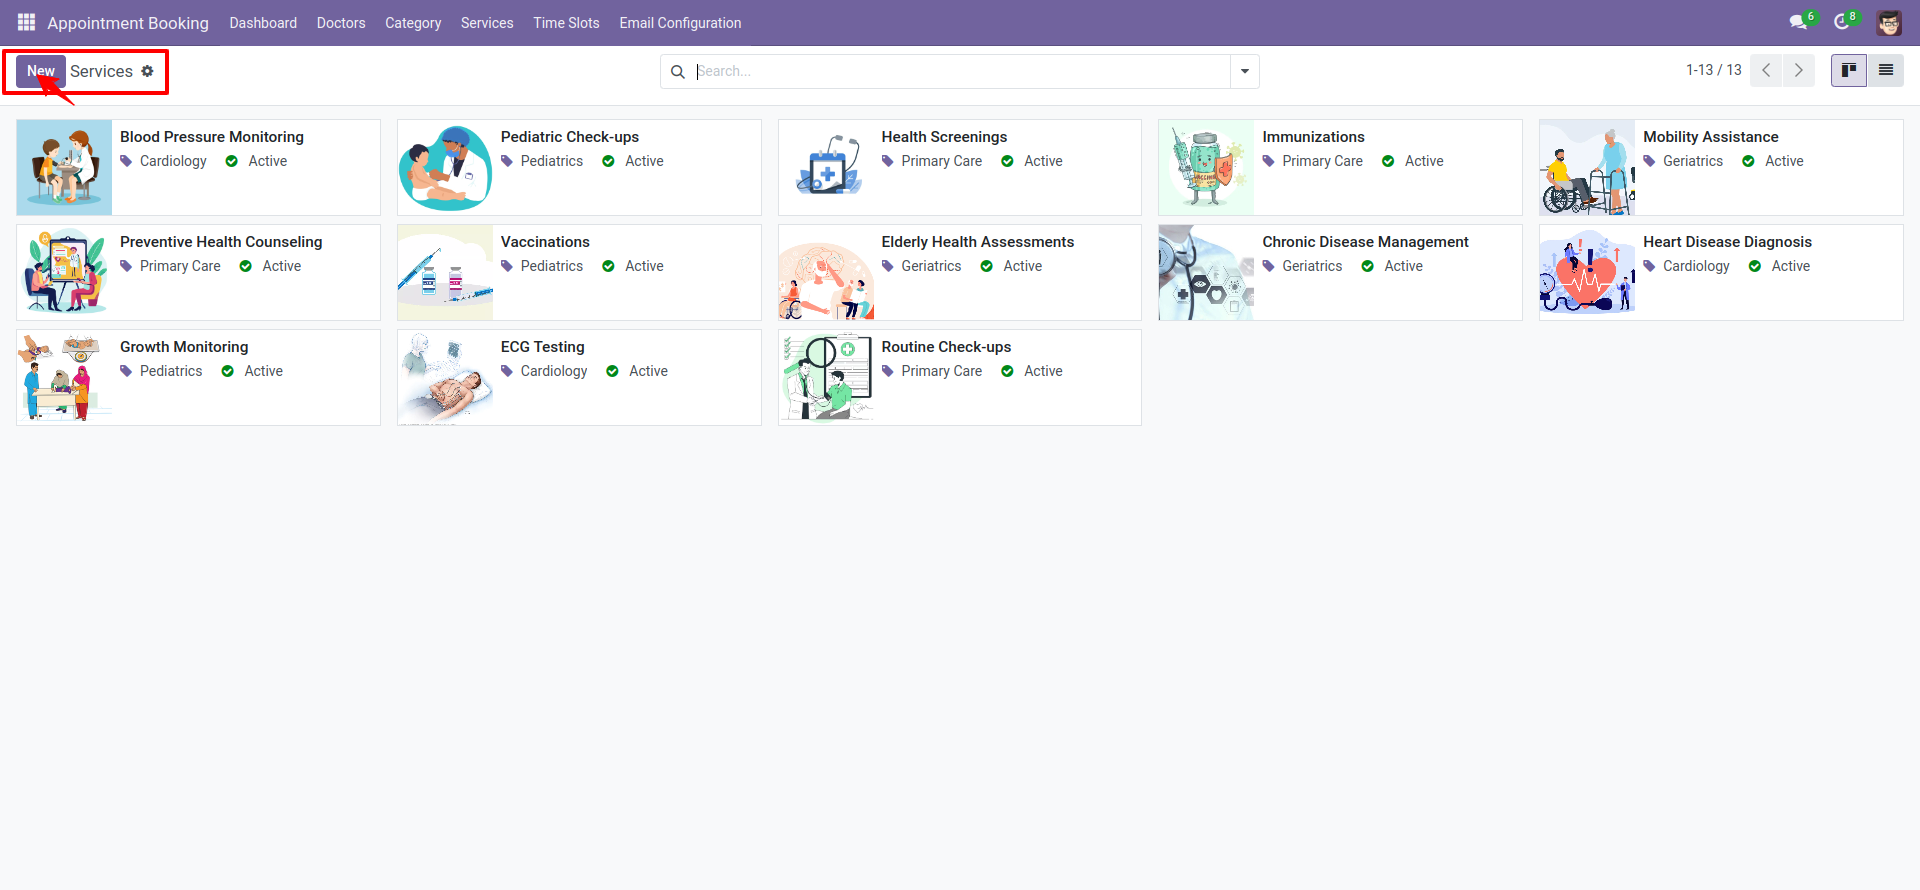 Appointment Booking Dashboard Doctors Category Services Time Slots Email Configuration 6 8
New Services Search... 1-13 / 13
Blood Pressure Monitoring
Cardiology Active
Pediatric Check-ups
Pediatrics Active
Health Screenings
Primary Care Active
Immunizations
Primary Care Active
Mobility Assistance
Geriatrics Active
Preventive Health Counseling
Primary Care Active
Vaccinations
Pediatrics Active
Elderly Health Assessments
Geriatrics Active
Chronic Disease Management
Geriatrics Active
Heart Disease Diagnosis
Cardiology Active
Growth Monitoring
Pediatrics Active
ECG Testing
Cardiology Active
Routine Check-ups
Primary Care Active